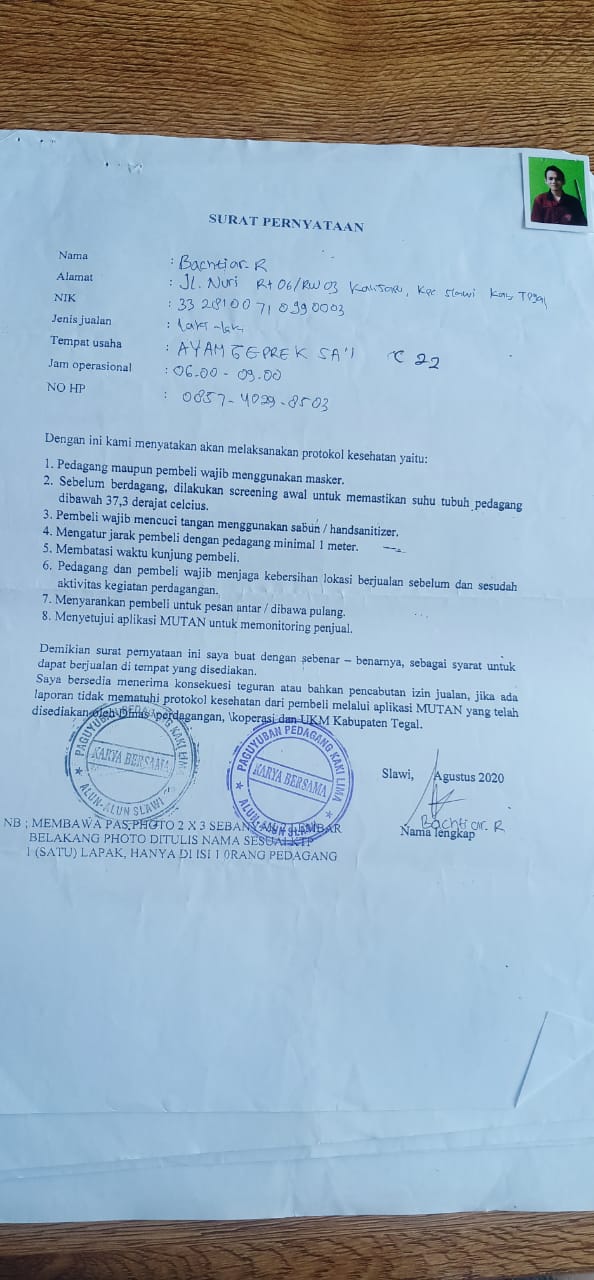 SURAT PERNYATAAN
Nama : Bachtiar. R
Alamat : Jl. Nuri Rt 06/RW 03 Kalisapu, Kec Slawi Kab Tegal
NIK : 33 28100 71 0990003
Jenis jualan : laki-laki
Tempat usaha : AYAM GEPREK SA'I C 22
Jam operasional : 06.00 - 09.00
NO HP : 0857-4029-8503
Dengan ini kami menyatakan akan melaksanakan protokol kesehatan yaitu:
1. Pedagang maupun pembeli wajib menggunakan masker.
2. Sebelum berdagang, dilakukan screening awal untuk memastikan suhu tubuh pedagang
dibawah 37,3 derajat celcius.
3. Pembeli wajib mencuci tangan menggunakan sabun / handsanitizer.
4. Mengatur jarak pembeli dengan pedagang minimal 1 meter.
5. Membatasi waktu kunjung pembeli.
6. Pedagang dan pembeli wajib menjaga kebersihan lokasi berjualan sebelum dan sesudah
aktivitas kegiatan perdagangan.
7. Menyarankan pembeli untuk pesan antar / dibawa pulang.
8. Menyetujui aplikasi MUTAN untuk memonitoring penjual.
Demikian surat pernyataan ini saya buat dengan sebenar – benarnya, sebagai syarat untuk
dapat berjualan di tempat yang disediakan.
Saya bersedia menerima konsekuesi teguran atau bahkan pencabutan izin jualan, jika ada
laporan tidak mematuhi protokol kesehatan dari pembeli melalui aplikasi MUTAN yang telah
disediakan oleh Dinas perdagangan, \koperasi dan UKM Kabupaten Tegal.
PAGUYUBAN PEDAGANG KAKI LIMA
KARYA BERSAMA
ALUN-ALUN SLAWI
PAGUYUBAN PEDAGANG KAKI LIMA
KARYA BERSAMA
ALUN-ALUN SLAWI
Slawi, Agustus 2020
Bachtiar. R
Nama lengkap
NB ; MEMBAWA PAS PHOTO 2 X 3 SEBANYAK LEMBAR
BELAKANG PHOTO DITULIS NAMA SESUAI KTP
1 (SATU) LAPAK, HANYA DI ISI 1 0RANG PEDAGANG